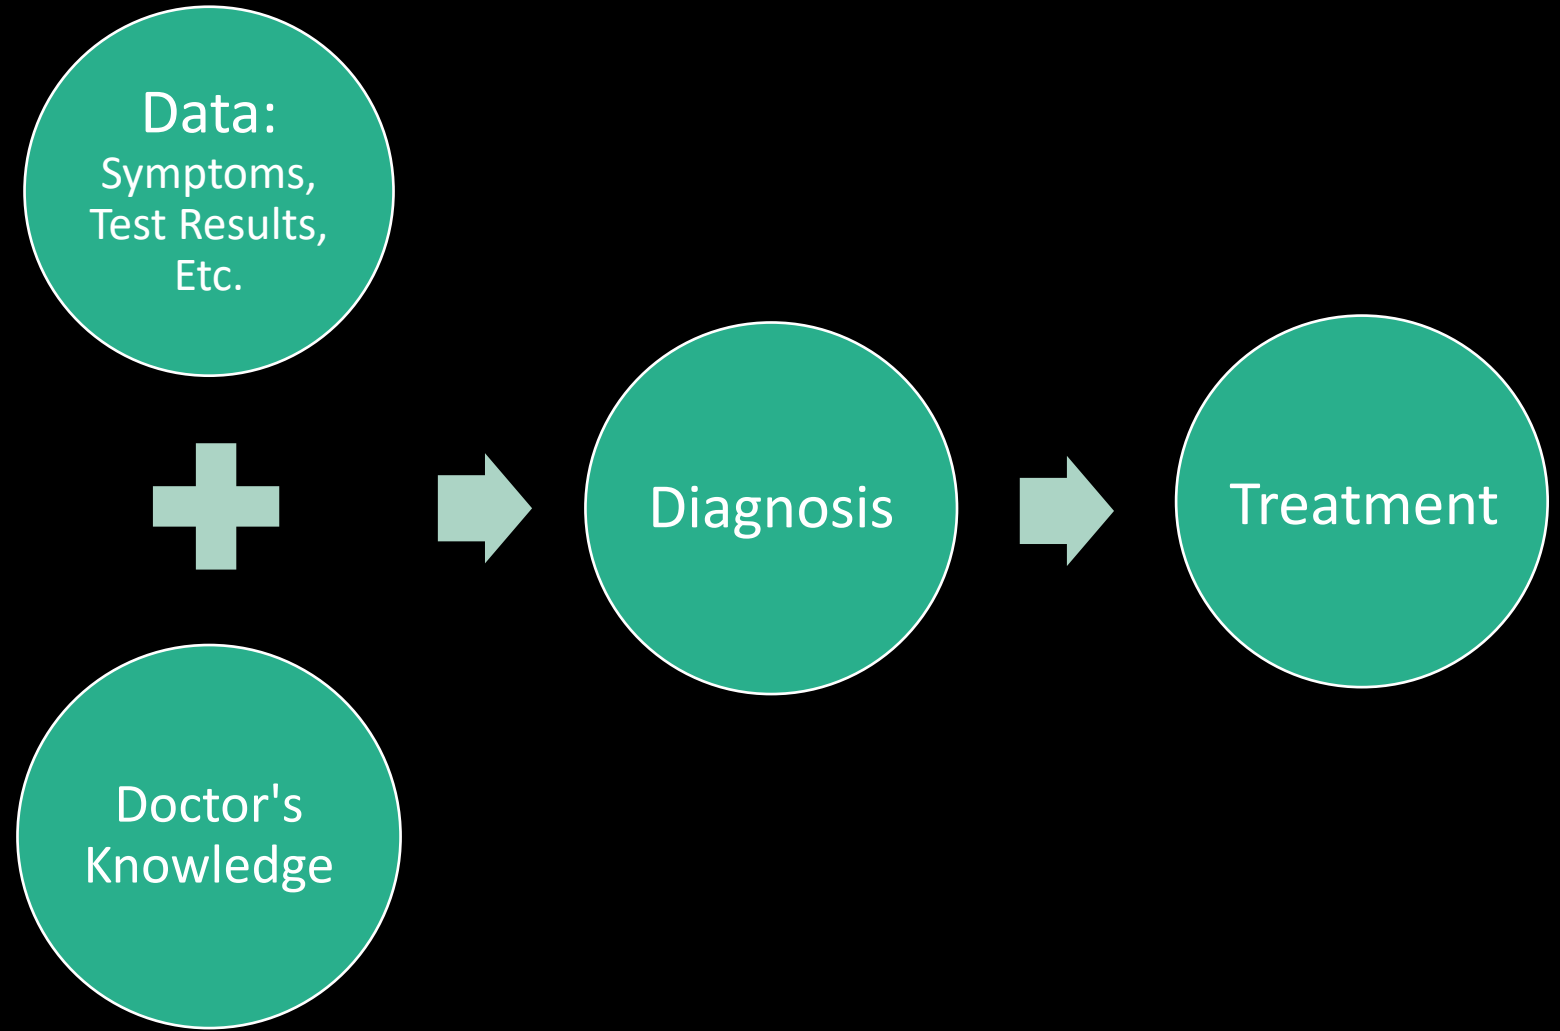 Data:
Symptoms,
Test Results,
Etc.
Doctor's
Knowledge
Diagnosis
Treatment